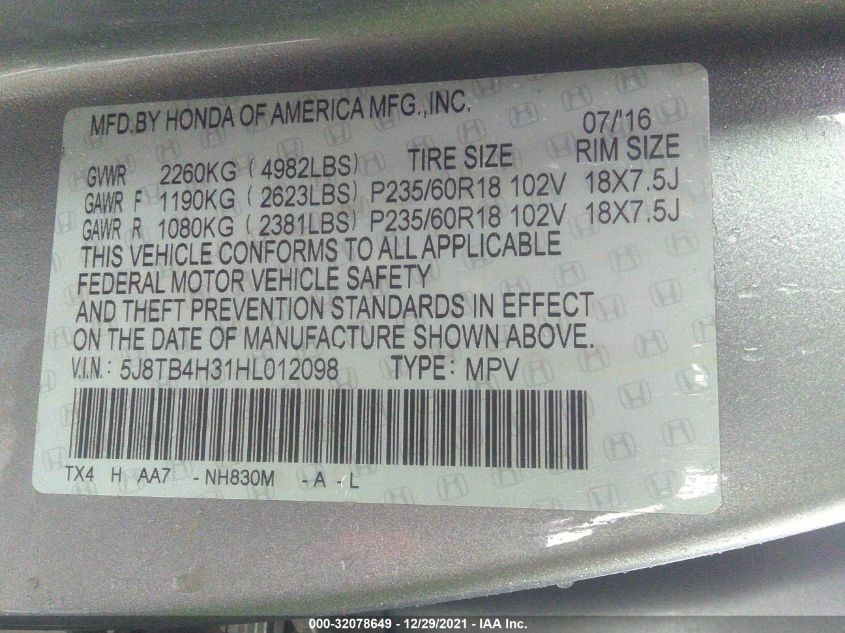 MFD.BY HONDA OF AMERICA MFG.,INC.
07/'16
GVWR 2260KG ( 4982LBS) TIRE SIZE RIM SIZE
GAWR F 1190KG ( 2623LBS) P235/60R18 102V 18X7.5J
GAWR R 1080KG ( 2381LBS) P235/60R18 102V 18X7.5J
THIS VEHICLE CONFORMS TO ALL APPLICABLE
FEDERAL MOTOR VEHICLE SAFETY
AND THEFT PREVENTION STANDARDS IN EFFECT
ON THE DATE OF MANUFACTURE SHOWN ABOVE.
V.I.N.: 5J8TB4H31HL012098 TYPE: MPV
TX4 H AA7 -NH830M -A -L
000-32078649 - 12/29/2021 - IAA Inc.